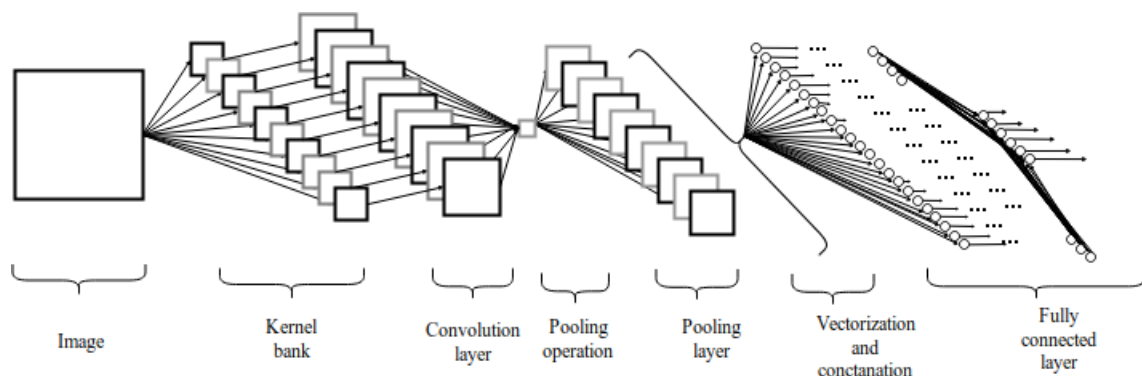 Image
Kernel
bank
Convolution
layer
Pooling
operation
Pooling
layer
Vectorization
and
conctanation
Fully
connected
layer